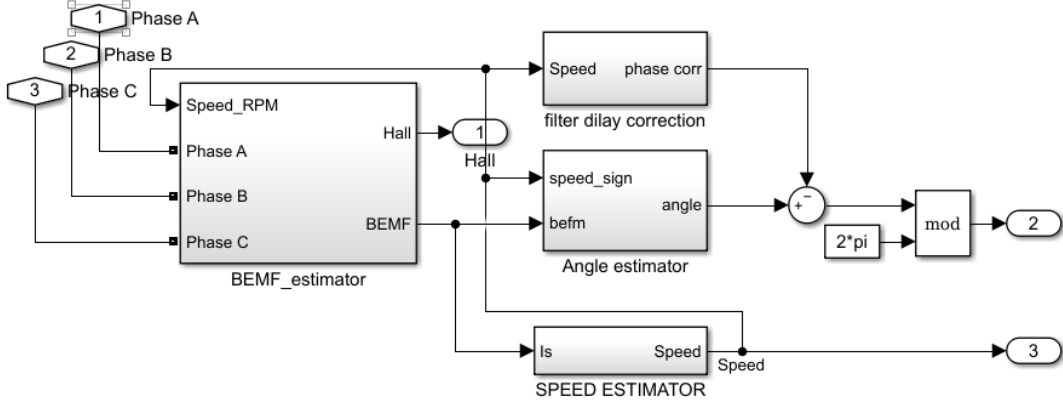 1
Phase A
2
Phase B
3
Phase C
Speed_RPM
Phase A
Phase B
Phase C
Hall
BEMF
BEMF_estimator
1
Hall
Speed
phase corr
filter dilay correction
speed_sign
befm
angle
Angle estimator
+
−
2*pi
mod
2
Is
Speed
SPEED ESTIMATOR
Speed
3